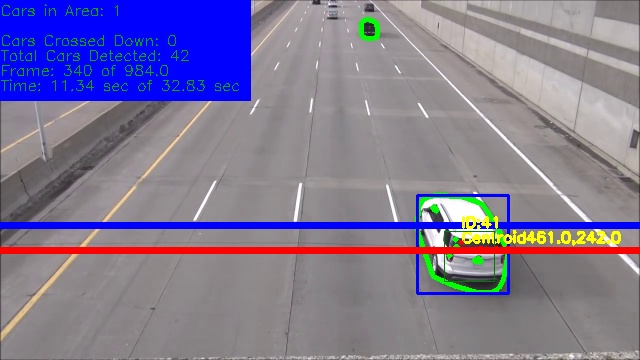 Cars in Area: 1
Cars Crossed Down: 0
Total Cars Detected: 42
Frame: 340 of 984.0
Time: 11.34 sec of 32.83 sec
ID:41
Centroid461.0,242.0